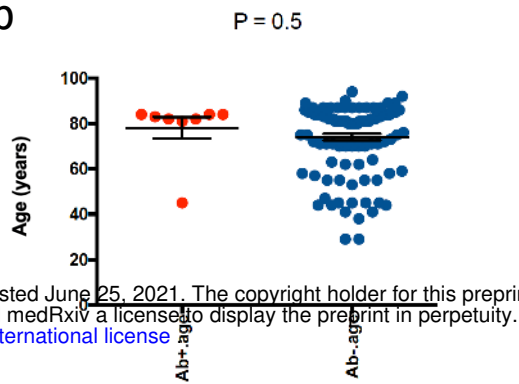 b
P = 0.5
100
80
60
40
20
0
Age (years)
sted June 25, 2021. The copyright holder for this preprin
medRxiv a license to display the preprint in perpetuity.
ternational license
Ab+.age
Ab-.age